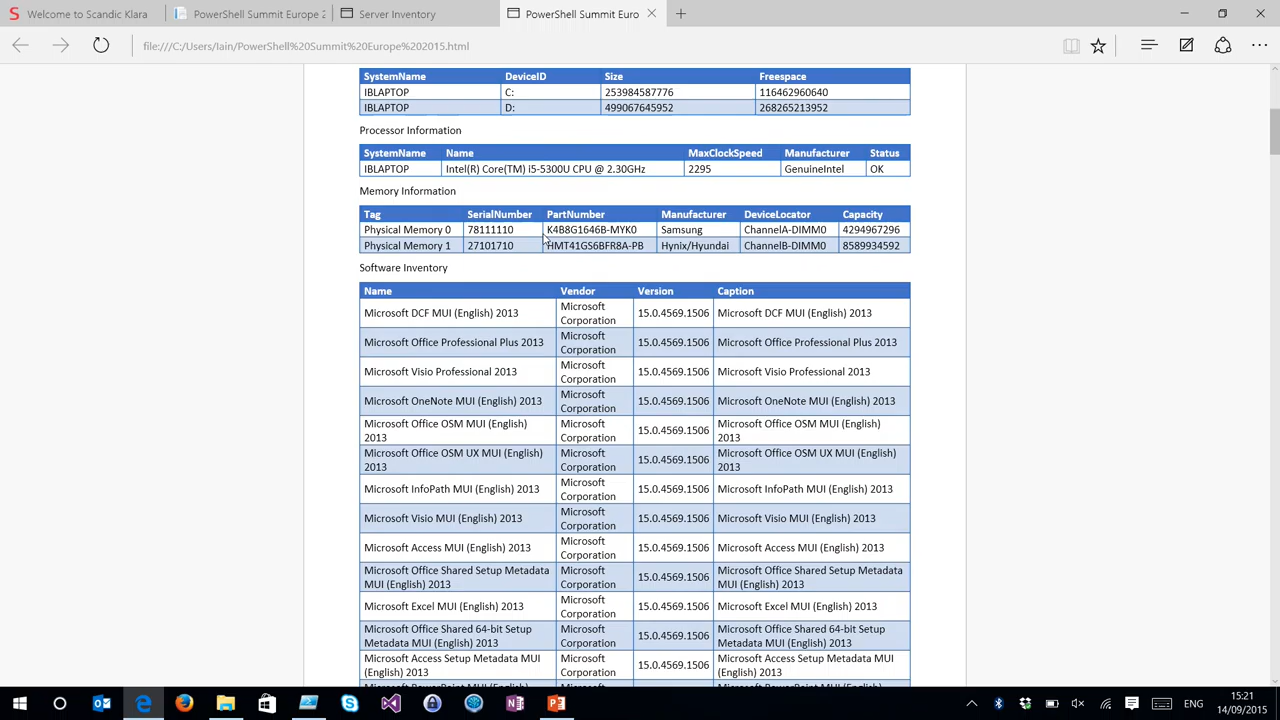 Welcome to Scandic Klara
PowerShell Summit Europe 2
Server Inventory
PowerShell Summit Euro
file:///C:/Users/Iain/PowerShell%20Summit%20Europe%202015.html
SystemName DeviceID Size Freespace
IBLAPTOP C: 253984587776 116462960640
IBLAPTOP D: 499067645952 268265213952
Processor Information
SystemName Name MaxClockSpeed Manufacturer Status
IBLAPTOP Intel(R) Core(TM) i5-5300U CPU @ 2.30GHz 2295 GenuineIntel OK
Memory Information
Tag SerialNumber PartNumber Manufacturer DeviceLocator Capacity
Physical Memory 0 78111110 K4B8G1646B-MYK0 Samsung ChannelA-DIMM0 4294967296
Physical Memory 1 27101710 HMT41GS6BFR8A-PB Hynix/Hyundai ChannelB-DIMM0 8589934592
Software Inventory
Name Vendor Version Caption
Microsoft DCF MUI (English) 2013 Microsoft Corporation 15.0.4569.1506 Microsoft DCF MUI (English) 2013
Microsoft Office Professional Plus 2013 Microsoft Corporation 15.0.4569.1506 Microsoft Office Professional Plus 2013
Microsoft Visio Professional 2013 Microsoft Corporation 15.0.4569.1506 Microsoft Visio Professional 2013
Microsoft OneNote MUI (English) 2013 Microsoft Corporation 15.0.4569.1506 Microsoft OneNote MUI (English) 2013
Microsoft Office OSM MUI (English) 2013 Microsoft Corporation 15.0.4569.1506 Microsoft Office OSM MUI (English) 2013
Microsoft Office OSM UX MUI (English) 2013 Microsoft Corporation 15.0.4569.1506 Microsoft Office OSM UX MUI (English) 2013
Microsoft InfoPath MUI (English) 2013 Microsoft Corporation 15.0.4569.1506 Microsoft InfoPath MUI (English) 2013
Microsoft Visio MUI (English) 2013 Microsoft Corporation 15.0.4569.1506 Microsoft Visio MUI (English) 2013
Microsoft Access MUI (English) 2013 Microsoft Corporation 15.0.4569.1506 Microsoft Access MUI (English) 2013
Microsoft Office Shared Setup Metadata MUI (English) 2013 Microsoft Corporation 15.0.4569.1506 Microsoft Office Shared Setup Metadata MUI (English) 2013
Microsoft Excel MUI (English) 2013 Microsoft Corporation 15.0.4569.1506 Microsoft Excel MUI (English) 2013
Microsoft Office Shared 64-bit Setup Metadata MUI (English) 2013 Microsoft Corporation 15.0.4569.1506 Microsoft Office Shared 64-bit Setup Metadata MUI (English) 2013
Microsoft Access Setup Metadata MUI (English) 2013 Microsoft Corporation 15.0.4569.1506 Microsoft Access Setup Metadata MUI (English) 2013
ENG
15:21
14/09/2015